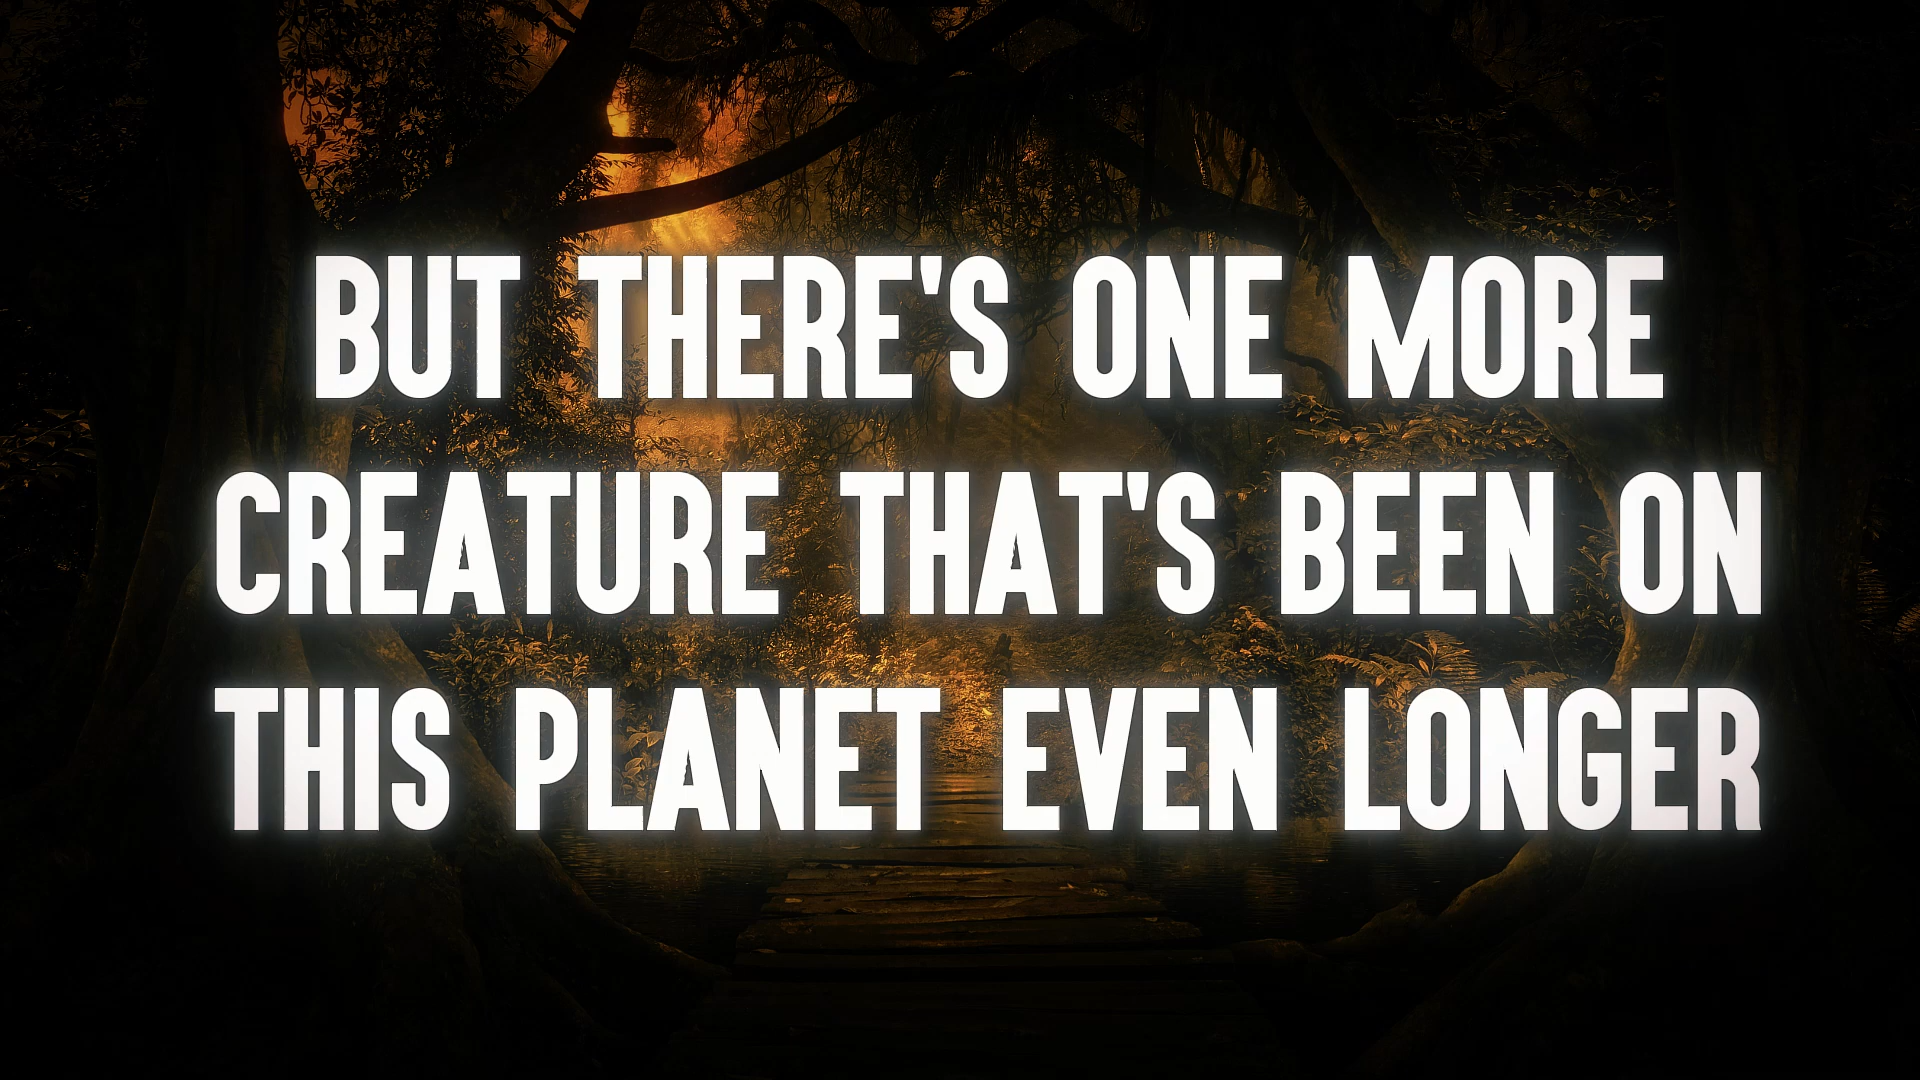 BUT THERE'S ONE MORE
CREATURE THAT'S BEEN ON
THIS PLANET EVEN LONGER